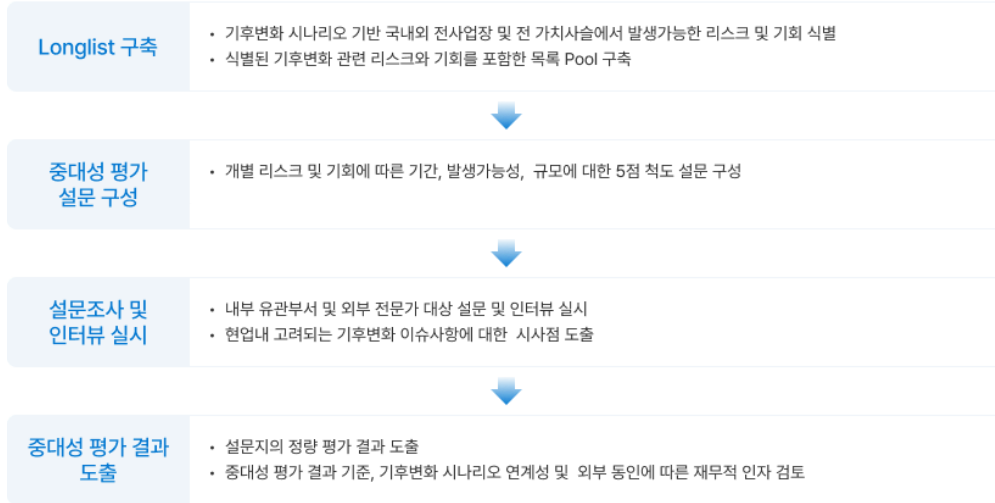 Longlist 구축
• 기후변화 시나리오 기반 국내외 전사업장 및 전 가치사슬에서 발생가능한 리스크 및 기회 식별
• 식별된 기후변화 관련 리스크와 기회를 포함한 목록 Pool 구축
중대성 평가
설문 구성
• 개별 리스크 및 기회에 따른 기간, 발생가능성, 규모에 대한 5점 척도 설문 구성
설문조사 및
인터뷰 실시
• 내부 유관부서 및 외부 전문가 대상 설문 및 인터뷰 실시
• 현업내 고려되는 기후변화 이슈사항에 대한 시사점 도출
중대성 평가 결과
도출
• 설문지의 정량 평가 결과 도출
• 중대성 평가 결과 기준, 기후변화 시나리오 연계성 및 외부 동인에 따른 재무적 인자 검토